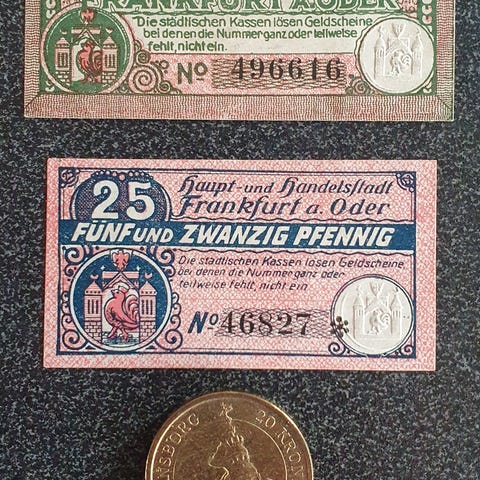 FRANKFURT A.ODER
Die städtischen Kassen lösen Geldscheine
bei denen die Nummer ganz oder teilweise
fehlt, nicht ein.
No 496616
25
Haupt- und Handelsstadt
Frankfurt a. Oder
FÜNF UND ZWANZIG PFENNIG
Die städtischen Kassen lösen Geldscheine
bei denen die Nummer ganz oder
teilweise fehlt, nicht ein
No 46827 *
NSBORG 20 KRON